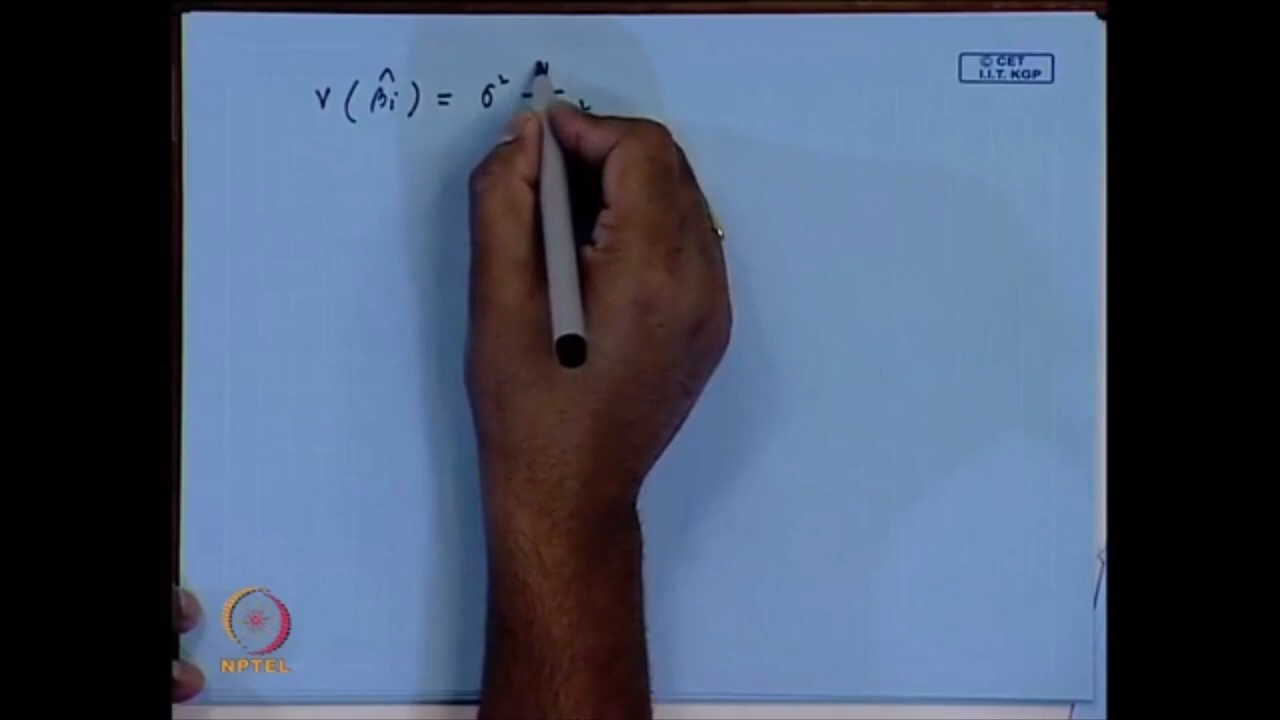 © CET
I.I.T. KGP
V ( β̂i ) = σ²
NPTEL